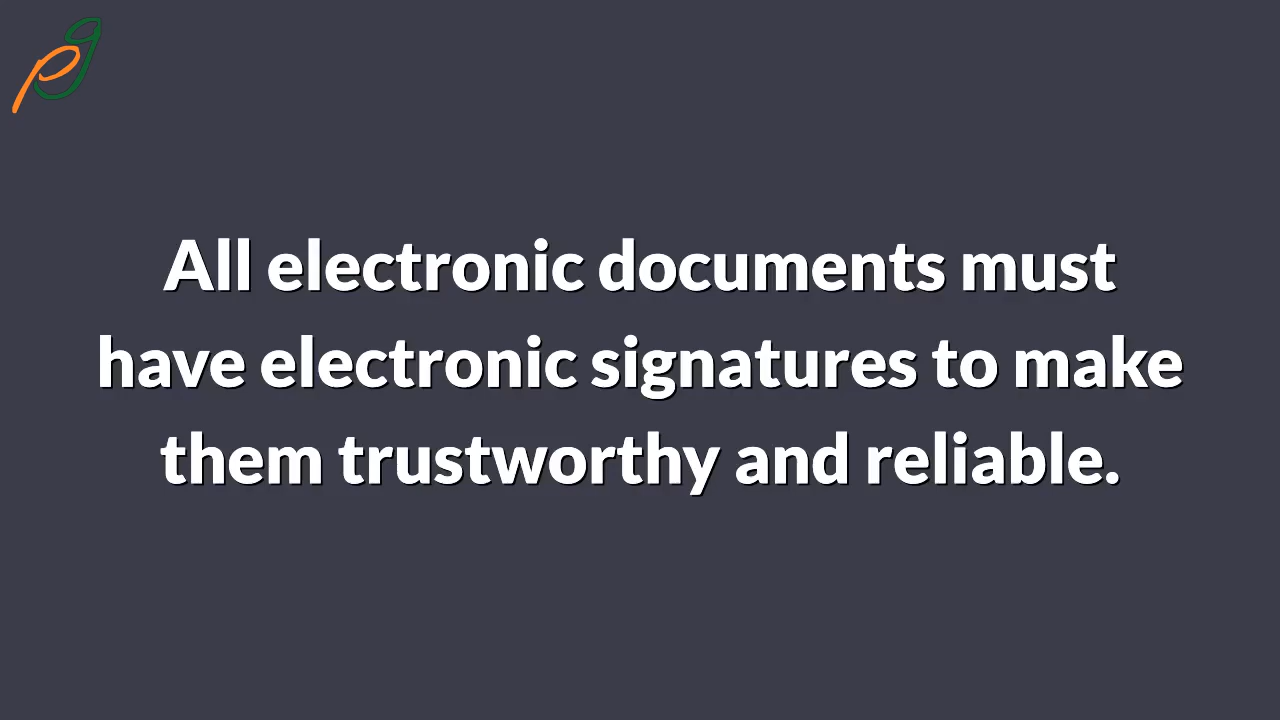 All electronic documents must
have electronic signatures to make
them trustworthy and reliable.